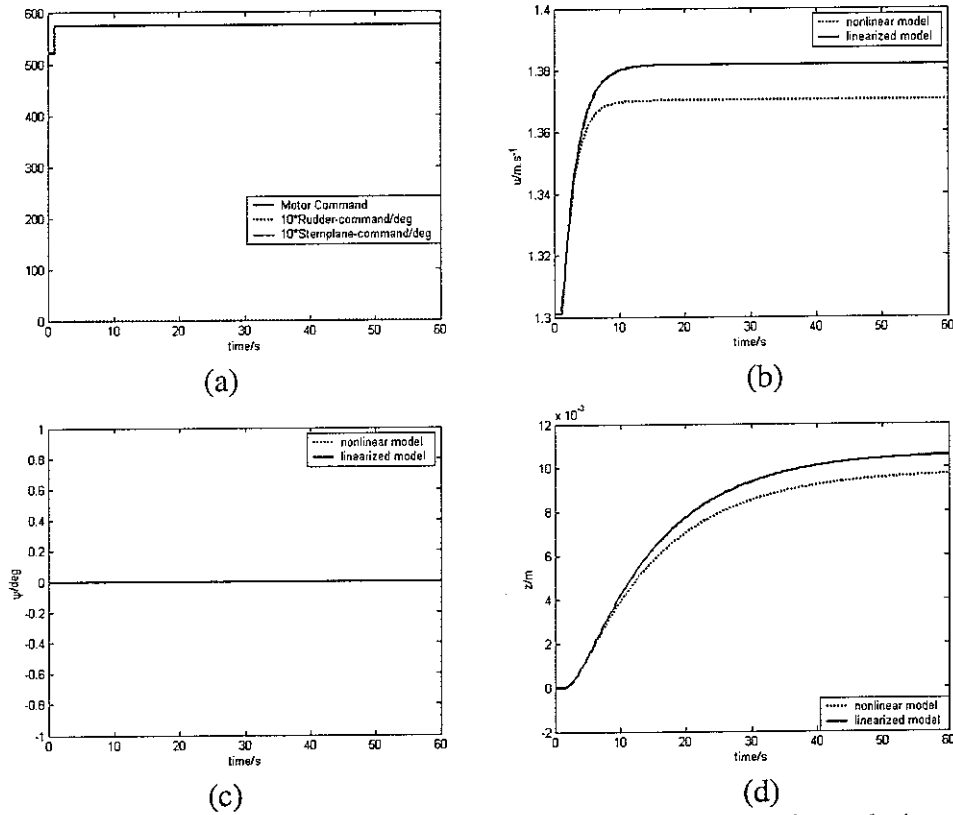 600
500
400
300
200
100
0
0 10 20 30 40 50 60
time/s
Motor Command
10*Rudder-command/deg
10*Sternplane-command/deg
(a)
1.4
1.38
1.36
1.34
1.32
1.3
u/m.s-1
0 10 20 30 40 50 60
time/s
nonlinear model
linearized model
(b)
1
0.8
0.6
0.4
0.2
0
-0.2
-0.4
-0.6
-0.8
-1
ψ/deg
0 10 20 30 40 50 60
time/s
nonlinear model
linearized model
(c)
x 10-3
12
10
8
6
4
2
0
-2
z/m
0 10 20 30 40 50 60
time/s
nonlinear model
linearized model
(d)